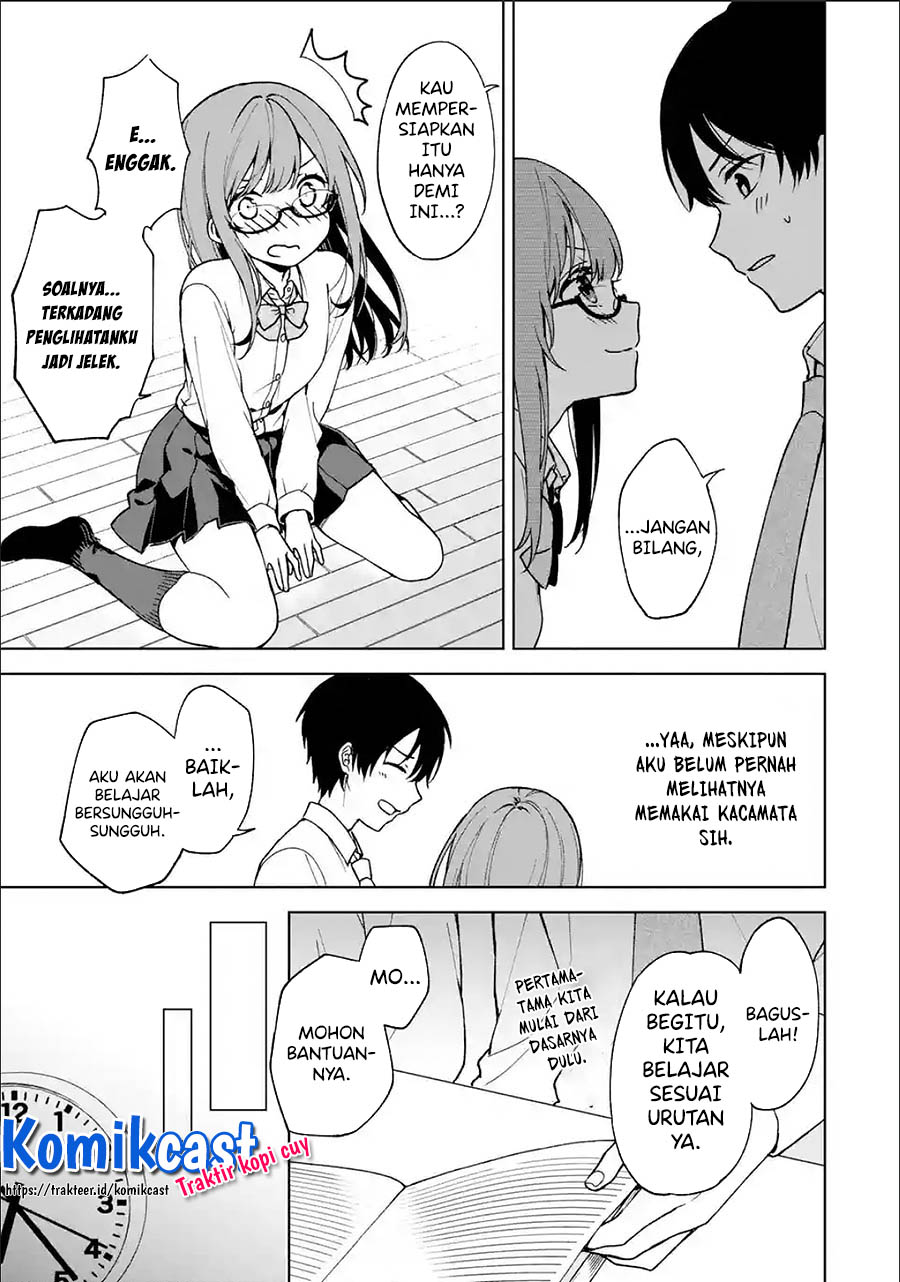 ...JANGAN
BILANG,
KAU
MEMPER-
SIAPKAN
ITU
HANYA
DEMI
INI...?
E...
ENGGAK.
SOALNYA...
TERKADANG
PENGLIHATANKU
JADI JELEK.
...YAA, MESKIPUN
AKU BELUM PERNAH
MELIHATNYA
MEMAKAI KACAMATA
SIH.
...
BAIK-
LAH,
AKU AKAN
BELAJAR
BERSUNGGUH-
SUNGGUH.
BAGUS-
LAH!
KALAU
BEGITU,
KITA
BELAJAR
SESUAI
URUTAN
YA.
PERTAMA-
TAMA KITA
MULAI DARI
DASARNYA
DULU.
MO...
MOHON
BANTUAN-
NYA.
12
1
3
4
5
Komikcast
Traktir kopi cuy
https://trakteer.id/komikcast